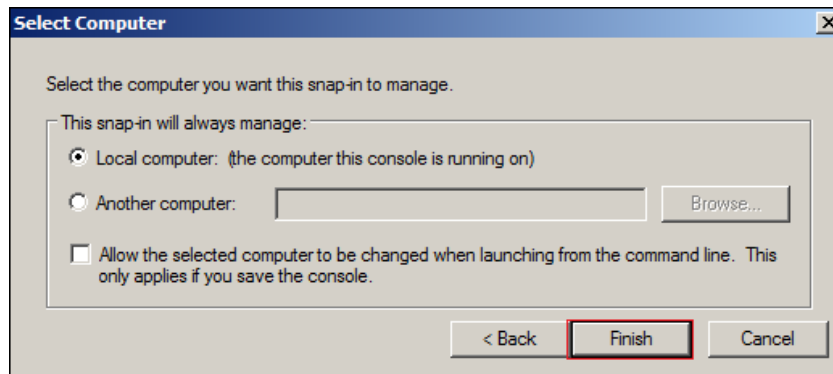 Select Computer
Select the computer you want this snap-in to manage.
This snap-in will always manage:
Local computer: (the computer this console is running on)
Another computer:
Browse...
Allow the selected computer to be changed when launching from the command line. This
only applies if you save the console.
< Back
Finish
Cancel